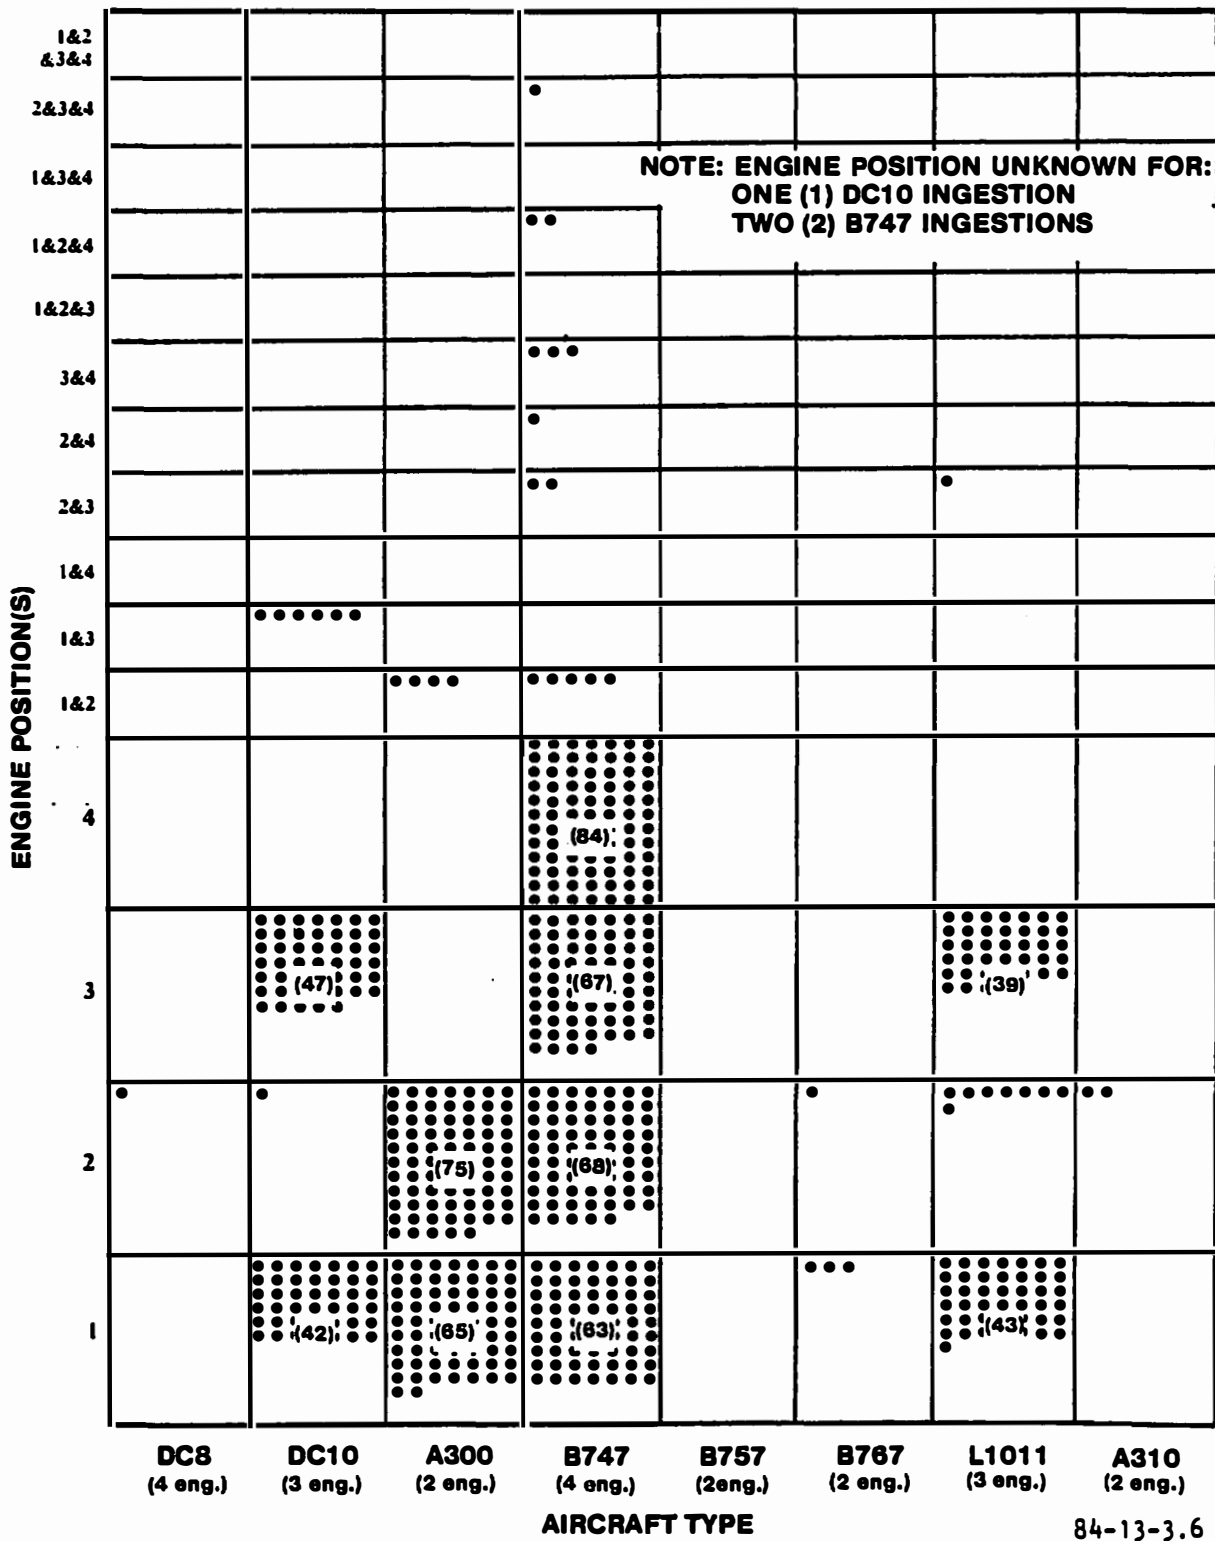 1&2
&3&4
2&3&4
1&3&4
NOTE: ENGINE POSITION UNKNOWN FOR:
ONE (1) DC10 INGESTION
TWO (2) B747 INGESTIONS
1&2&4
1&2&3
3&4
2&4
2&3
1&4
1&3
1&2
ENGINE POSITION(S)
4
(84)
3
(47)
(67)
(39)
2
(75)
(68)
1
(42)
(65)
(63)
(43)
DC8
(4 eng.)
DC10
(3 eng.)
A300
(2 eng.)
B747
(4 eng.)
B757
(2eng.)
B767
(2 eng.)
L1011
(3 eng.)
A310
(2 eng.)
AIRCRAFT TYPE
84-13-3.6